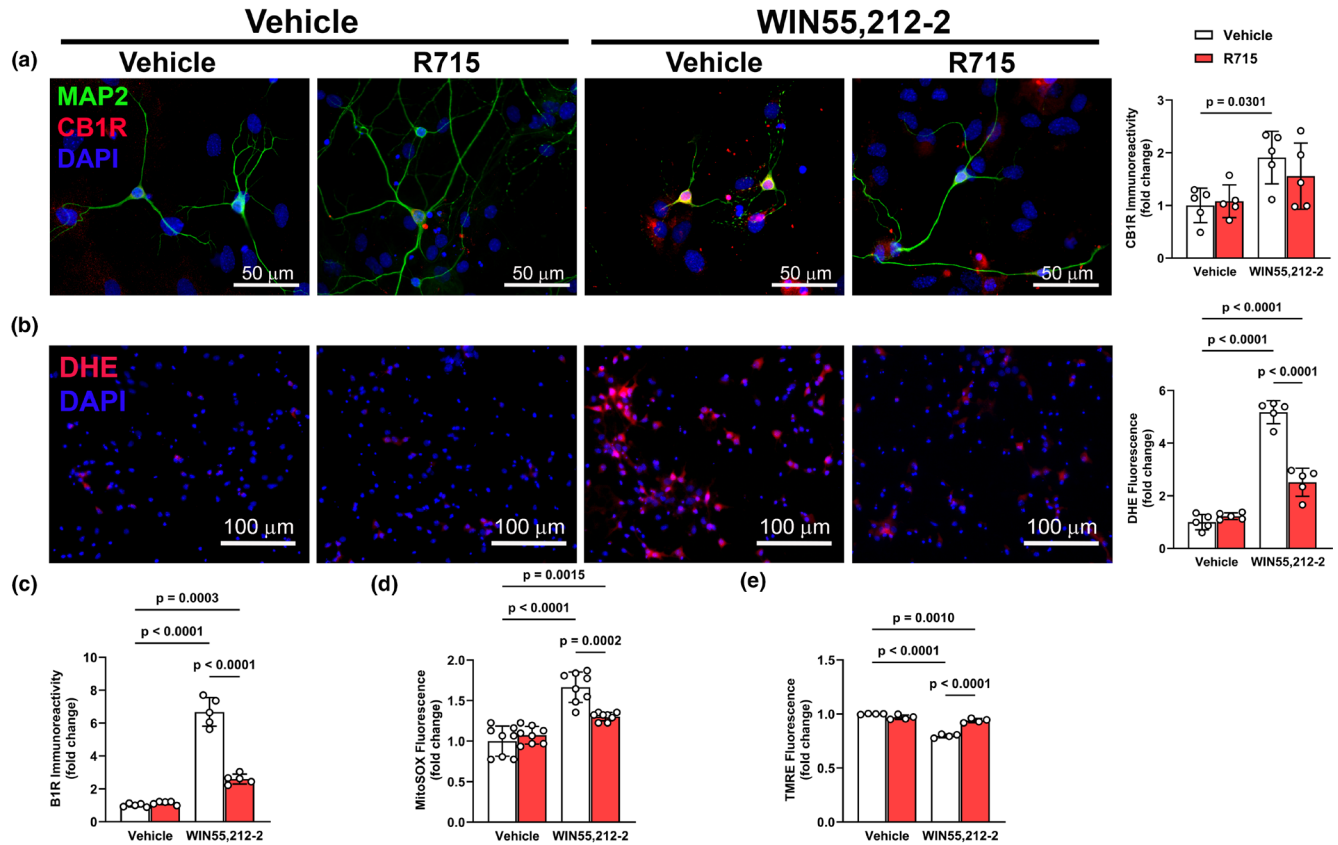 Vehicle
WIN55,212-2
(a)
Vehicle
R715
Vehicle
R715
MAP2
CB1R
DAPI
50 μm
50 μm
50 μm
50 μm
Vehicle
R715
p = 0.0301
CB1R Immunoreactivity
(fold change)
3
2
1
0
Vehicle
WIN55,212-2
(b)
DHE
DAPI
100 μm
100 μm
100 μm
100 μm
p < 0.0001
p < 0.0001
p < 0.0001
DHE Fluorescence
(fold change)
6
4
2
0
Vehicle
WIN55,212-2
(c)
p = 0.0003
p < 0.0001
p < 0.0001
B1R Immunoreactivity
(fold change)
10
8
6
4
2
0
Vehicle
WIN55,212-2
(d)
p = 0.0015
p < 0.0001
p = 0.0002
MitoSOX Fluorescence
(fold change)
2.0
1.5
1.0
0.5
0.0
Vehicle
WIN55,212-2
(e)
p = 0.0010
p < 0.0001
p < 0.0001
TMRE Fluorescence
(fold change)
1.5
1.0
0.5
0.0
Vehicle
WIN55,212-2